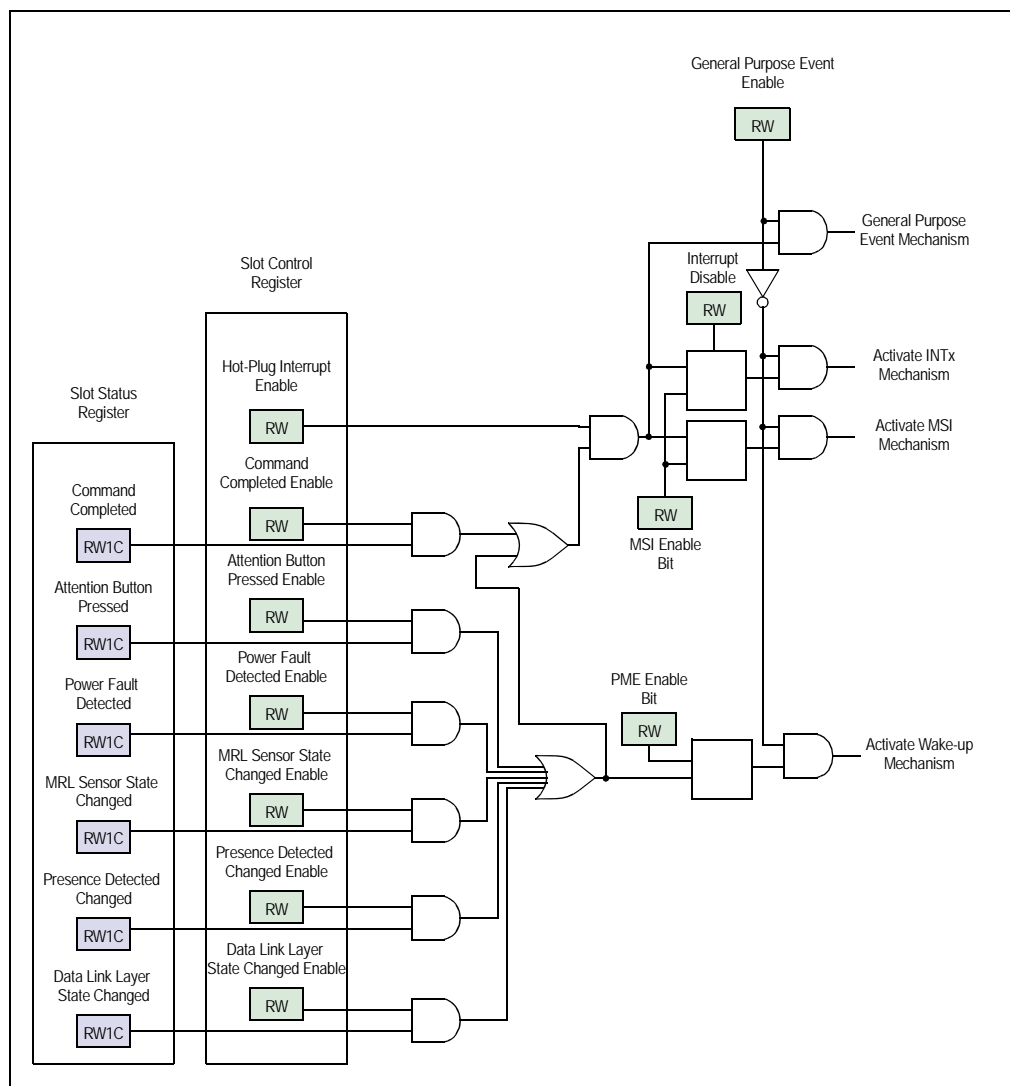 General Purpose Event
Enable
RW
General Purpose
Event Mechanism
Interrupt
Disable
RW
Slot Control
Register
Hot-Plug Interrupt
Enable
RW
Activate INTx
Mechanism
Slot Status
Register
Activate MSI
Mechanism
Command
Completed Enable
RW
MSI Enable
Bit
RW
Command
Completed
RW1C
Attention Button
Pressed Enable
RW
Attention Button
Pressed
RW1C
Power Fault
Detected Enable
RW
Power Fault
Detected
RW1C
PME Enable
Bit
RW
Activate Wake-up
Mechanism
MRL Sensor State
Changed Enable
RW
MRL Sensor State
Changed
RW1C
Presence Detected
Changed Enable
RW
Presence Detected
Changed
RW1C
Data Link Layer
State Changed Enable
RW
Data Link Layer
State Changed
RW1C